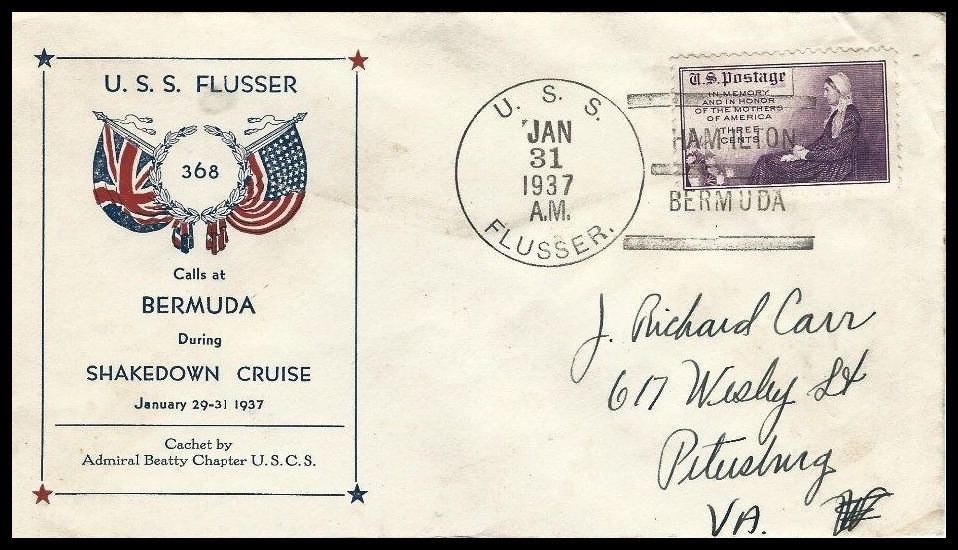 U. S. S. FLUSSER
368
Calls at
BERMUDA
During
SHAKEDOWN CRUISE
January 29-31 1937
Cachet by
Admiral Beatty Chapter U.S.C.S.
U. S. S.
JAN
31
1937
A.M.
FLUSSER.
U.S. Postage
IN MEMORY
AND IN HONOR
OF THE MOTHERS
OF AMERICA
THREE
CENTS
HAMILTON
BERMUDA
J. Richard Carr
617 Wesley St
Petersburg
VA.